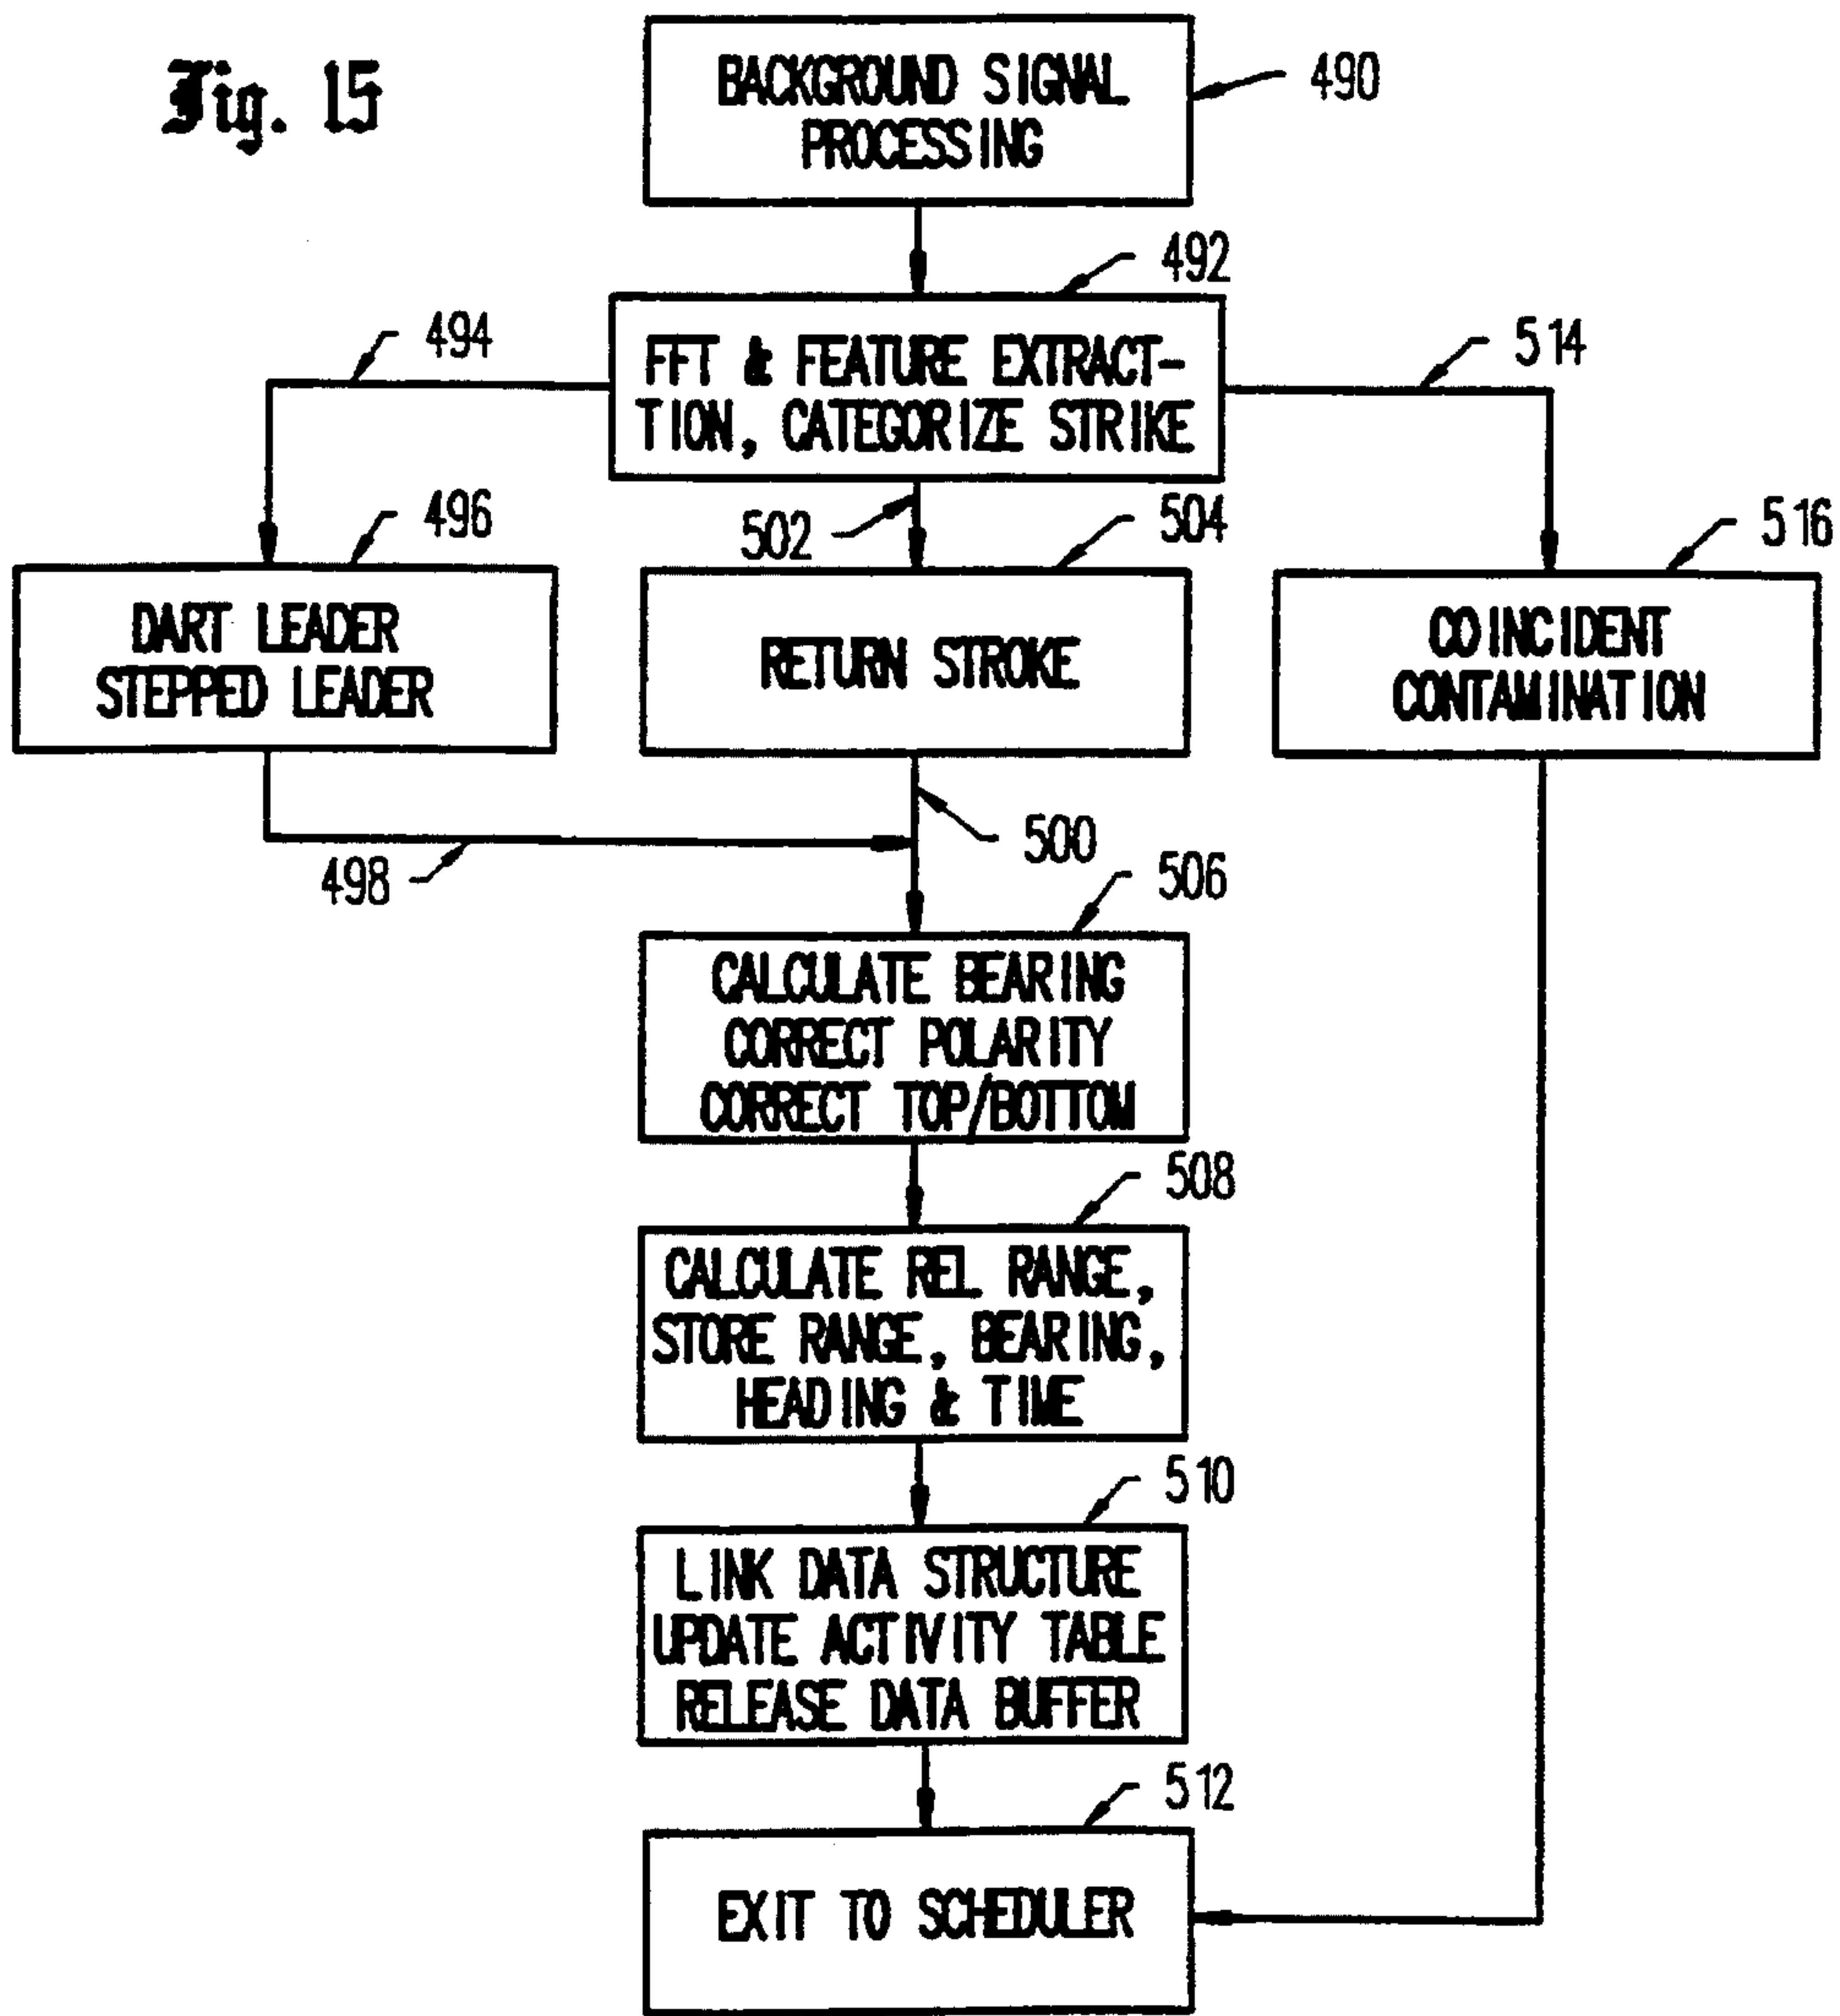 Fig. 15
BACKGROUND SIGNAL
PROCESSING
490
492
FFT & FEATURE EXTRACT-
TION, CATEGORIZE STRIKE
494
514
496
502
504
516
DART LEADER
STEPPED LEADER
RETURN STROKE
COINCIDENT
CONTAMINATION
498
500
506
CALCULATE BEARING
CORRECT POLARITY
CORRECT TOP/BOTTOM
508
CALCULATE REL RANGE,
STORE RANGE, BEARING,
HEADING & TIME
510
LINK DATA STRUCTURE
UPDATE ACTIVITY TABLE
RELEASE DATA BUFFER
512
EXIT TO SCHEDULER